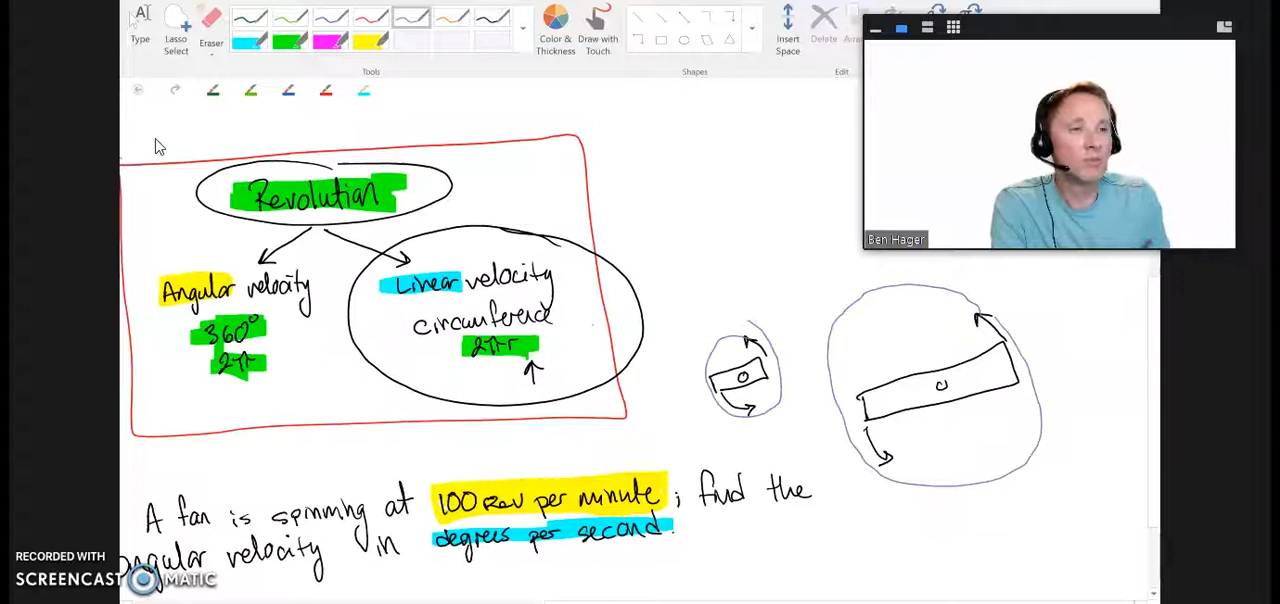 Type
Lasso
Select
Eraser
Color &
Thickness
Draw with
Touch
Insert
Space
Delete
Tools
Shapes
Edit
Ben Hager
Revolution
Angular velocity
360°
2π
Linear velocity
circumference
2πr
A fan is spinning at 100 Rev per minute; find the
angular velocity in degrees per second.
RECORDED WITH
SCREENCAST MATIC